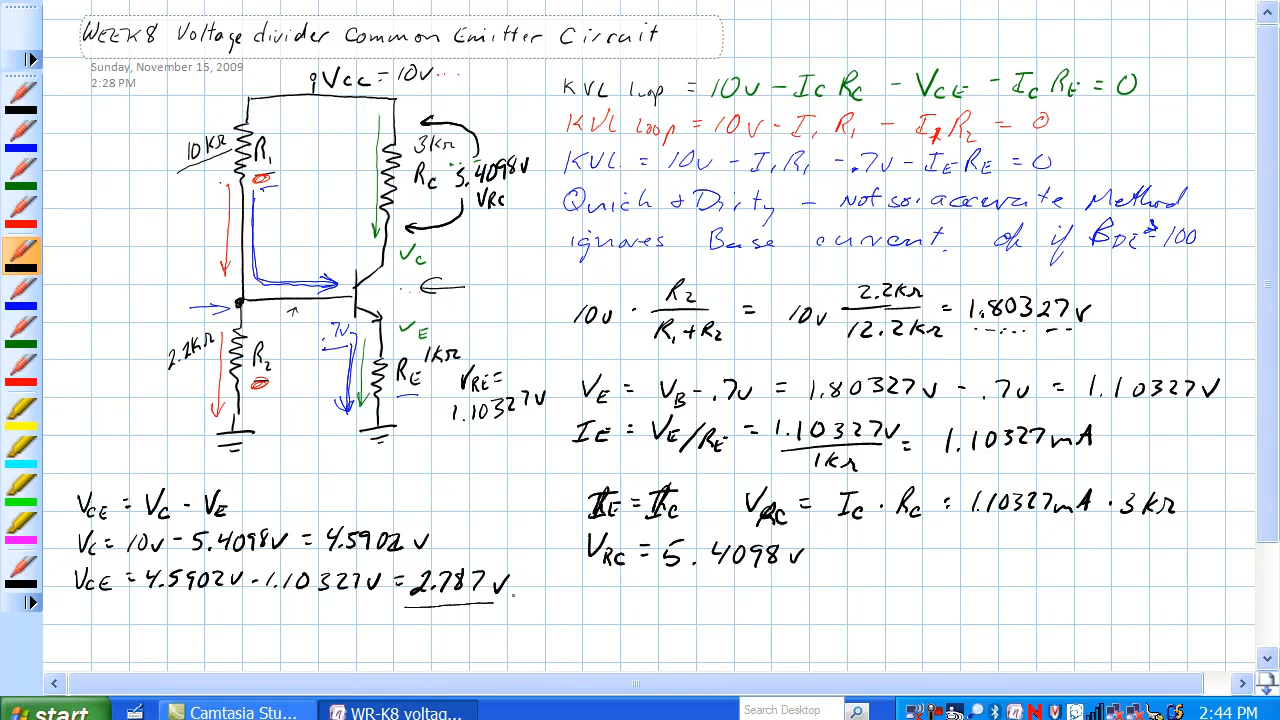 WEEK8 Voltage divider Common Emitter Circuit
Sunday, November 15, 2009
2:28 PM
Vcc = 10v
10KΩ
R1
3KΩ
RC
5.4098v
VRC
VC
VE
.7v
2.2KΩ
R2
RE
1KΩ
VRE =
1.10327v
KVL loop = 10v - IC RC - VCE - IC RE = 0
KVL Loop = 10v - I1 R1 - I1 R2 = 0
KVL = 10v - I1 R1 - .7v - IE RE = 0
Quick + Dirty - not so accurate Method
ignores Base current.
10v · R2 / (R1 + R2) = 10v 2.2KΩ / 12.2KΩ = 1.80327v
VE = VB - .7v = 1.80327v - .7v = 1.10327v
IE = VE/RE = 1.10327v / 1KΩ = 1.10327mA
IE = IC VRC = IC · RC = 1.10327mA · 3KΩ
VRC = 5.4098v
VCE = VC - VE
VC = 10v - 5.4098v = 4.5902v
VCE = 4.5902v - 1.10327v = 2.787v
start
Camtasia Stu...
WR-K8 voltag...
Search Desktop
2:44 PM